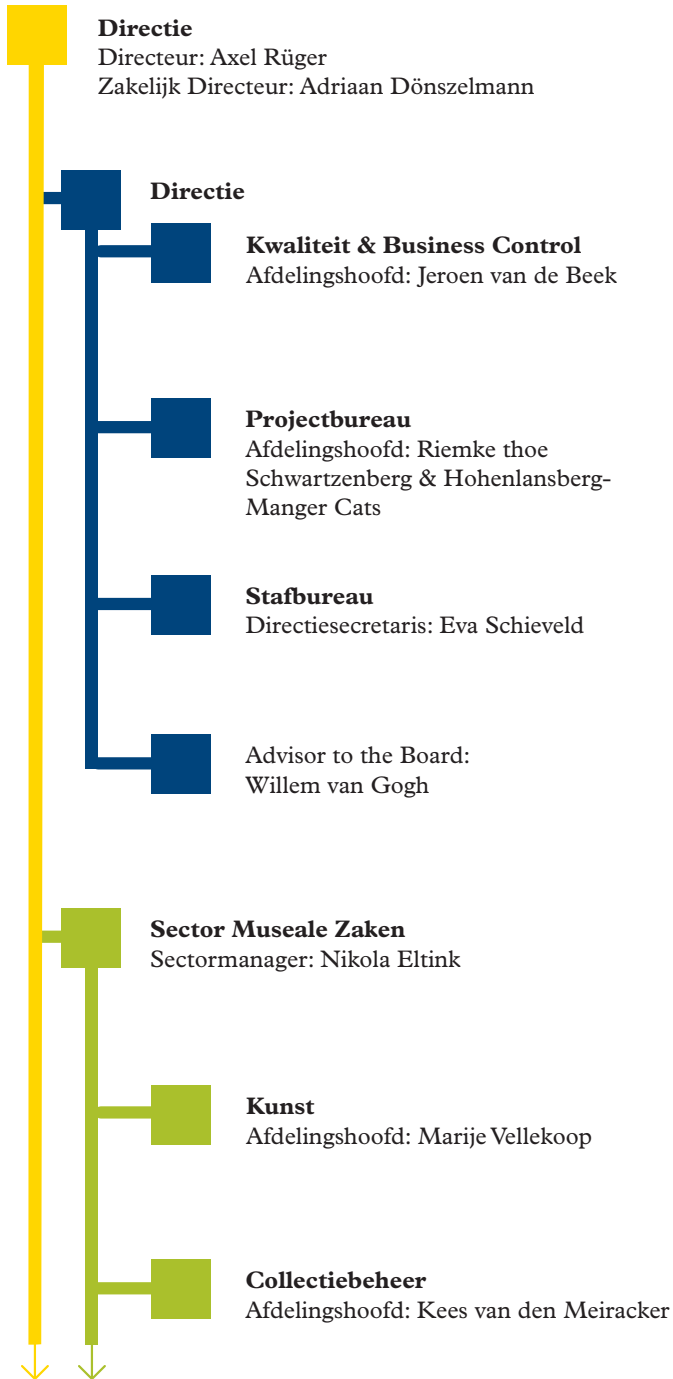 Directie
Directeur: Axel Rüger
Zakelijk Directeur: Adriaan Dönszelmann
Directie
Kwaliteit & Business Control
Afdelingshoofd: Jeroen van de Beek
Projectbureau
Afdelingshoofd: Riemke thoe
Schwartzenberg & Hohenlansberg-
Manger Cats
Stafbureau
Directiesecretaris: Eva Schieveld
Advisor to the Board:
Willem van Gogh
Sector Museale Zaken
Sectormanager: Nikola Eltink
Kunst
Afdelingshoofd: Marije Vellekoop
Collectiebeheer
Afdelingshoofd: Kees van den Meiracker